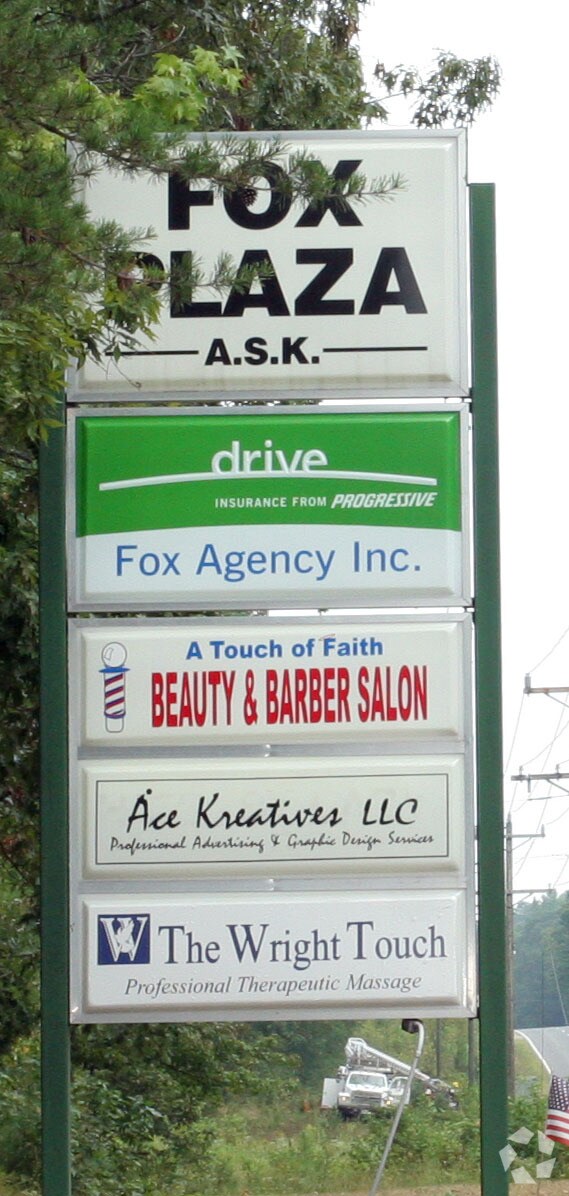 FOX
PLAZA
A.S.K.
drive
INSURANCE FROM PROGRESSIVE
Fox Agency Inc.
A Touch of Faith
BEAUTY & BARBER SALON
Ace Kreatives LLC
Professional Advertising & Graphic Design Services
W The Wright Touch
Professional Therapeutic Massage